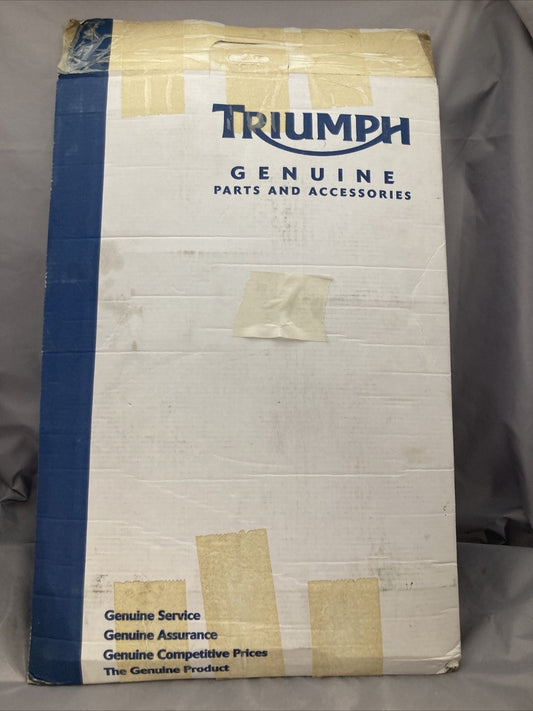 TRIUMPH
GENUINE
PARTS AND ACCESSORIES
Genuine Service
Genuine Assurance
Genuine Competitive Prices
The Genuine Product